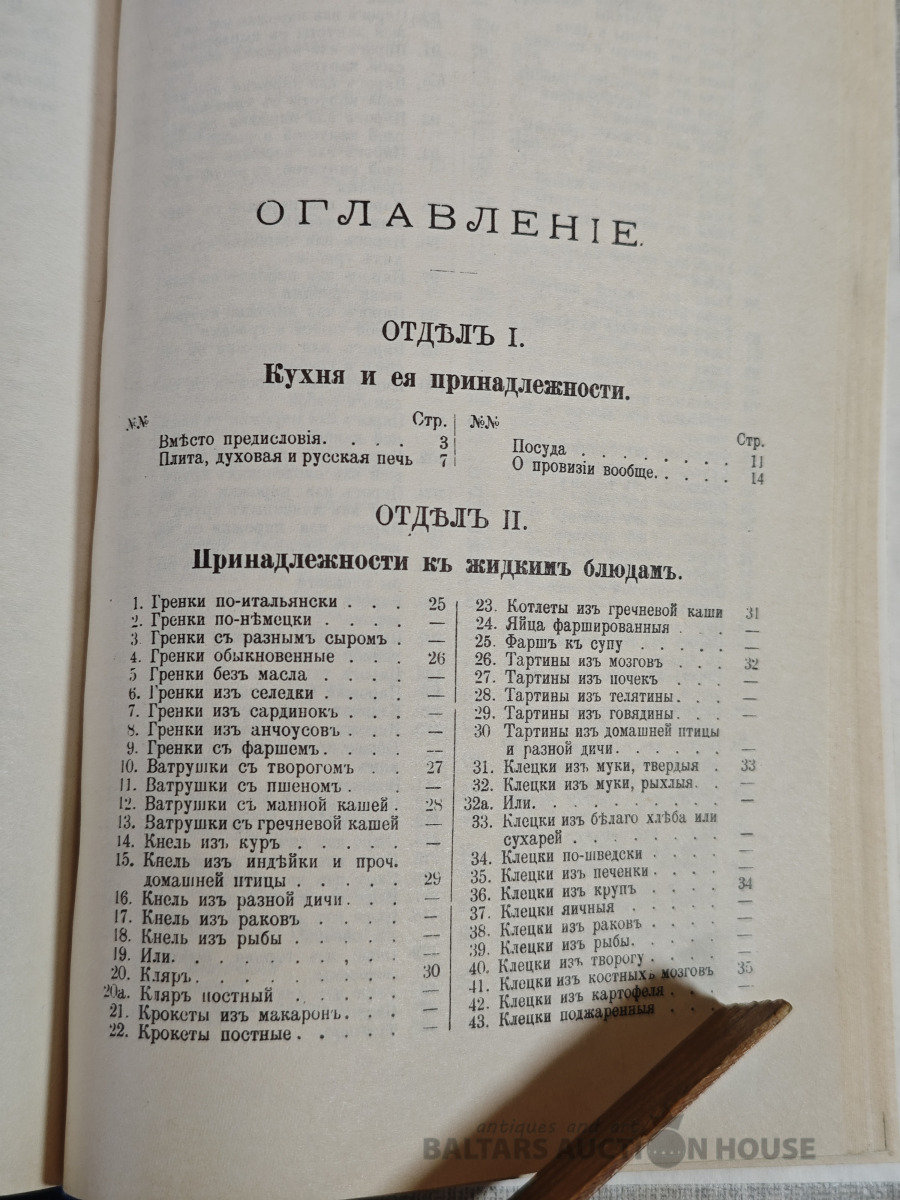 ОГЛАВЛЕНІЕ.
ОТДѢЛЪ I.
Кухня и ея принадлежности.
№№ Стр.
Вмѣсто предисловія. . . . 3
Плита, духовая и русская печь 7
№№ Стр.
Посуда . . . . . . . . 11
О провизіи вообще. . . . . 14
ОТДѢЛЪ II.
Принадлежности къ жидкимъ блюдамъ.
1. Гренки по-итальянски . . . 25
2. Гренки по-нѣмецки . . . . —
3 Гренки съ разнымъ сыромъ . —
4. Гренки обыкновенные . . . 26
5 Гренки безъ масла . . . . —
6. Гренки изъ селедки . . . . —
7. Гренки изъ сардинокъ . . . —
8. Гренки изъ анчоусовъ . . . —
9. Гренки съ фаршемъ. . . . —
10. Ватрушки съ творогомъ . . 27
11. Ватрушки съ пшеномъ . . . —
12. Ватрушки съ манной кашей . 28
13. Ватрушки съ гречневой кашей —
14. Кнель изъ куръ . . . . . —
15. Кнель изъ индѣйки и проч.
домашней птицы . . . . . 29
16. Кнель изъ разной дичи. . . —
17. Кнель изъ раковъ . . . . —
18. Кнель изъ рыбы . . . . . —
19. Или. . . . . . , . . —
20. Кляръ. . . . . . . . 30
20а. Кляръ постный . . . . . —
21. Крокеты изъ макаронъ. . . —
22. Крокеты постные . . . . . —
23. Котлеты изъ гречневой каши 31
24. Яйца фаршированныя . . . —
25. Фаршъ къ супу . . . . . —
26. Тартины изъ мозговъ . . . 32
27. Тартины изъ почекъ . . . —
28. Тартины изъ телятины. . . —
29. Тартины изъ говядины. . . —
30 Тартины изъ домашней птицы
и разной дичи. . . . . . —
31. Клецки изъ муки, твердыя . 33
32. Клецки изъ муки, рыхлыя. . —
32а. Или. . . . . . . . . —
33. Клецки изъ бѣлаго хлѣба или
сухарей . . . . . . . . —
34. Клецки по-шведски . . . . —
35. Клецки изъ печенки . . . . —
36. Клецки изъ крупъ . . . . 34
37. Клецки яичныя . . . . . —
38. Клецки изъ раковъ . . . . —
39. Клецки изъ рыбы. . . . . —
40. Клецки изъ творогу . . . . —
41. Клецки изъ костныхъ мозговъ 35
42. Клецки изъ картофеля . . . —
43. Клецки поджаренныя . . .
antiques and art
BALTARS AUCTION HOUSE